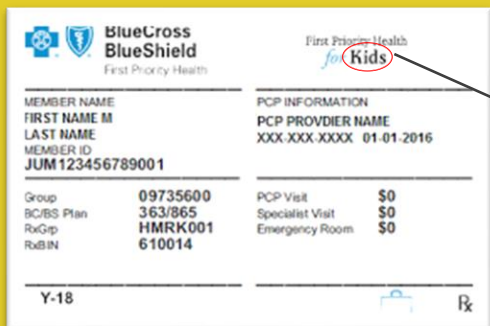 BlueCross
BlueShield
First Priority Health
First Priority Health
for Kids
MEMBER NAME
FIRST NAME M
LAST NAME
MEMBER ID
JUM123456789001
PCP INFORMATION
PCP PROVDIER NAME
XXX-XXX-XXXX 01-01-2016
Group 09735600
BC/BS Plan 363/865
RxGrp HMRK001
RxBIN 610014
PCP Visit $0
Specialist Visit $0
Emergency Room $0
Y-18
Rx